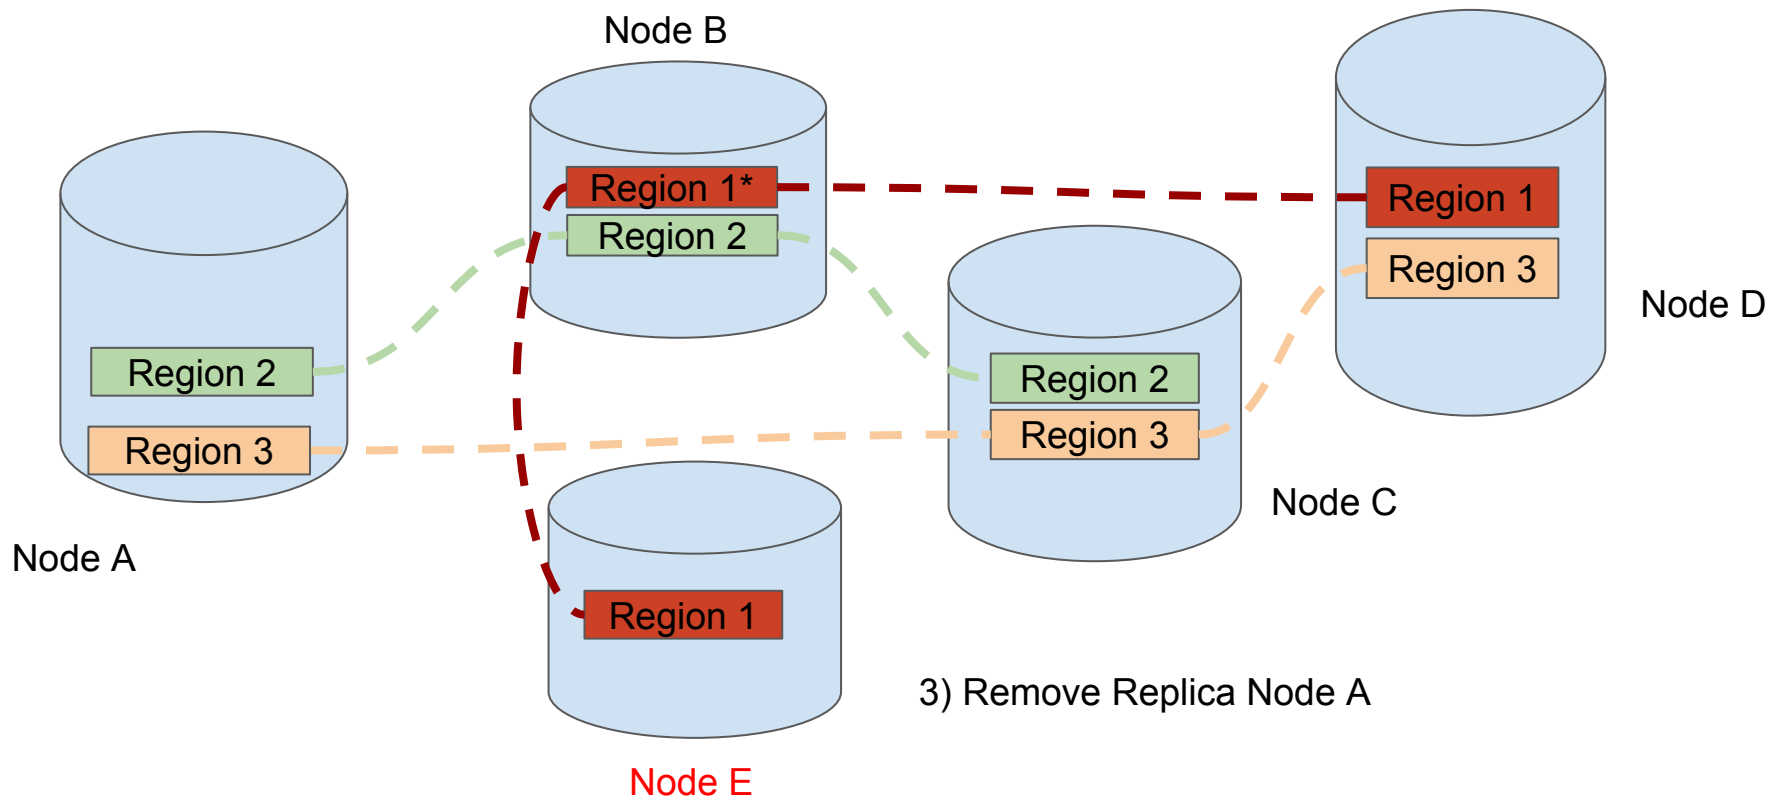 Node B
Region 1*
Region 2
Region 1
Region 3
Node D
Region 2
Region 3
Node A
Region 2
Region 3
Node C
Region 1
3) Remove Replica Node A
Node E